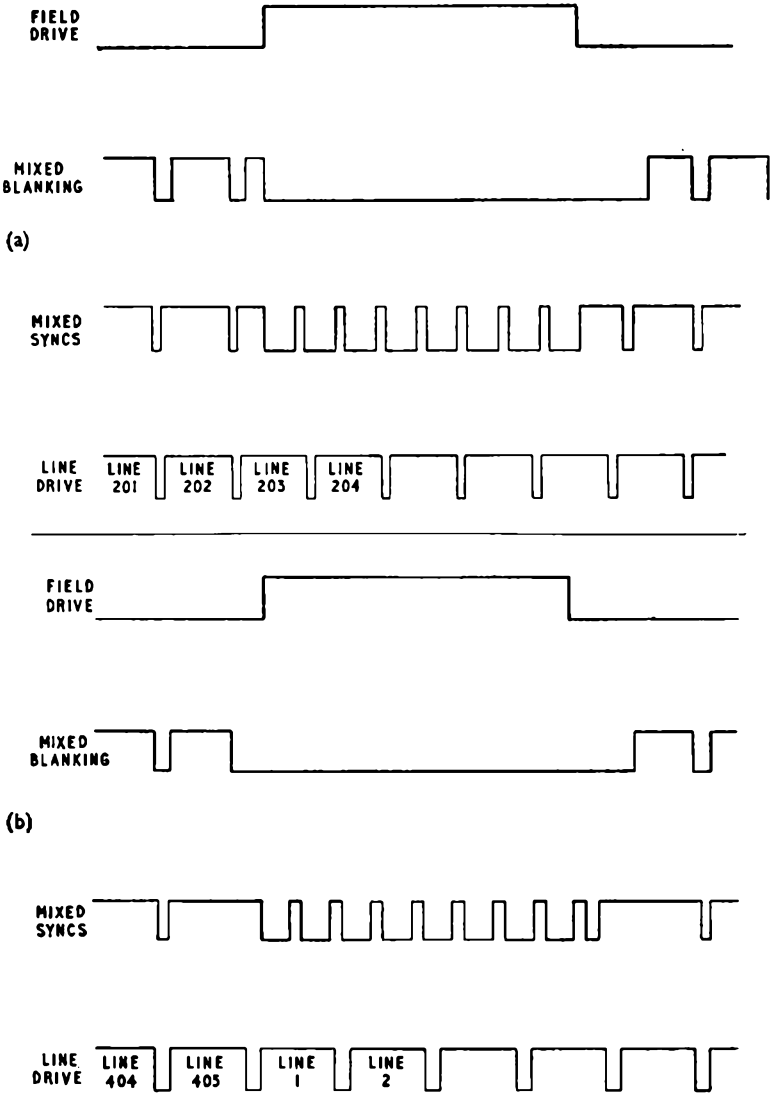 FIELD
DRIVE
MIXED
BLANKING
(a)
MIXED
SYNCS
LINE
DRIVE
LINE
201
LINE
202
LINE
203
LINE
204
FIELD
DRIVE
MIXED
BLANKING
(b)
MIXED
SYNCS
LINE
DRIVE
LINE
404
LINE
405
LINE
1
LINE
2